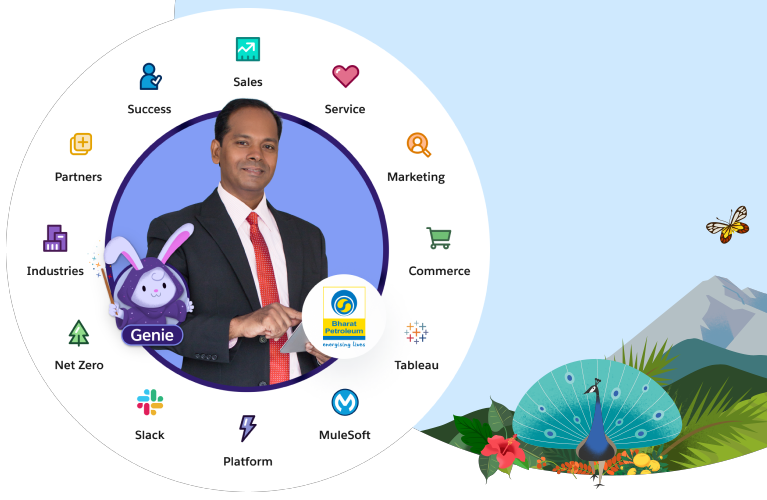 Sales
Success
Service
Partners
Marketing
Industries
Commerce
Genie
Bharat
Petroleum
energising lives
Net Zero
Tableau
Slack
MuleSoft
Platform